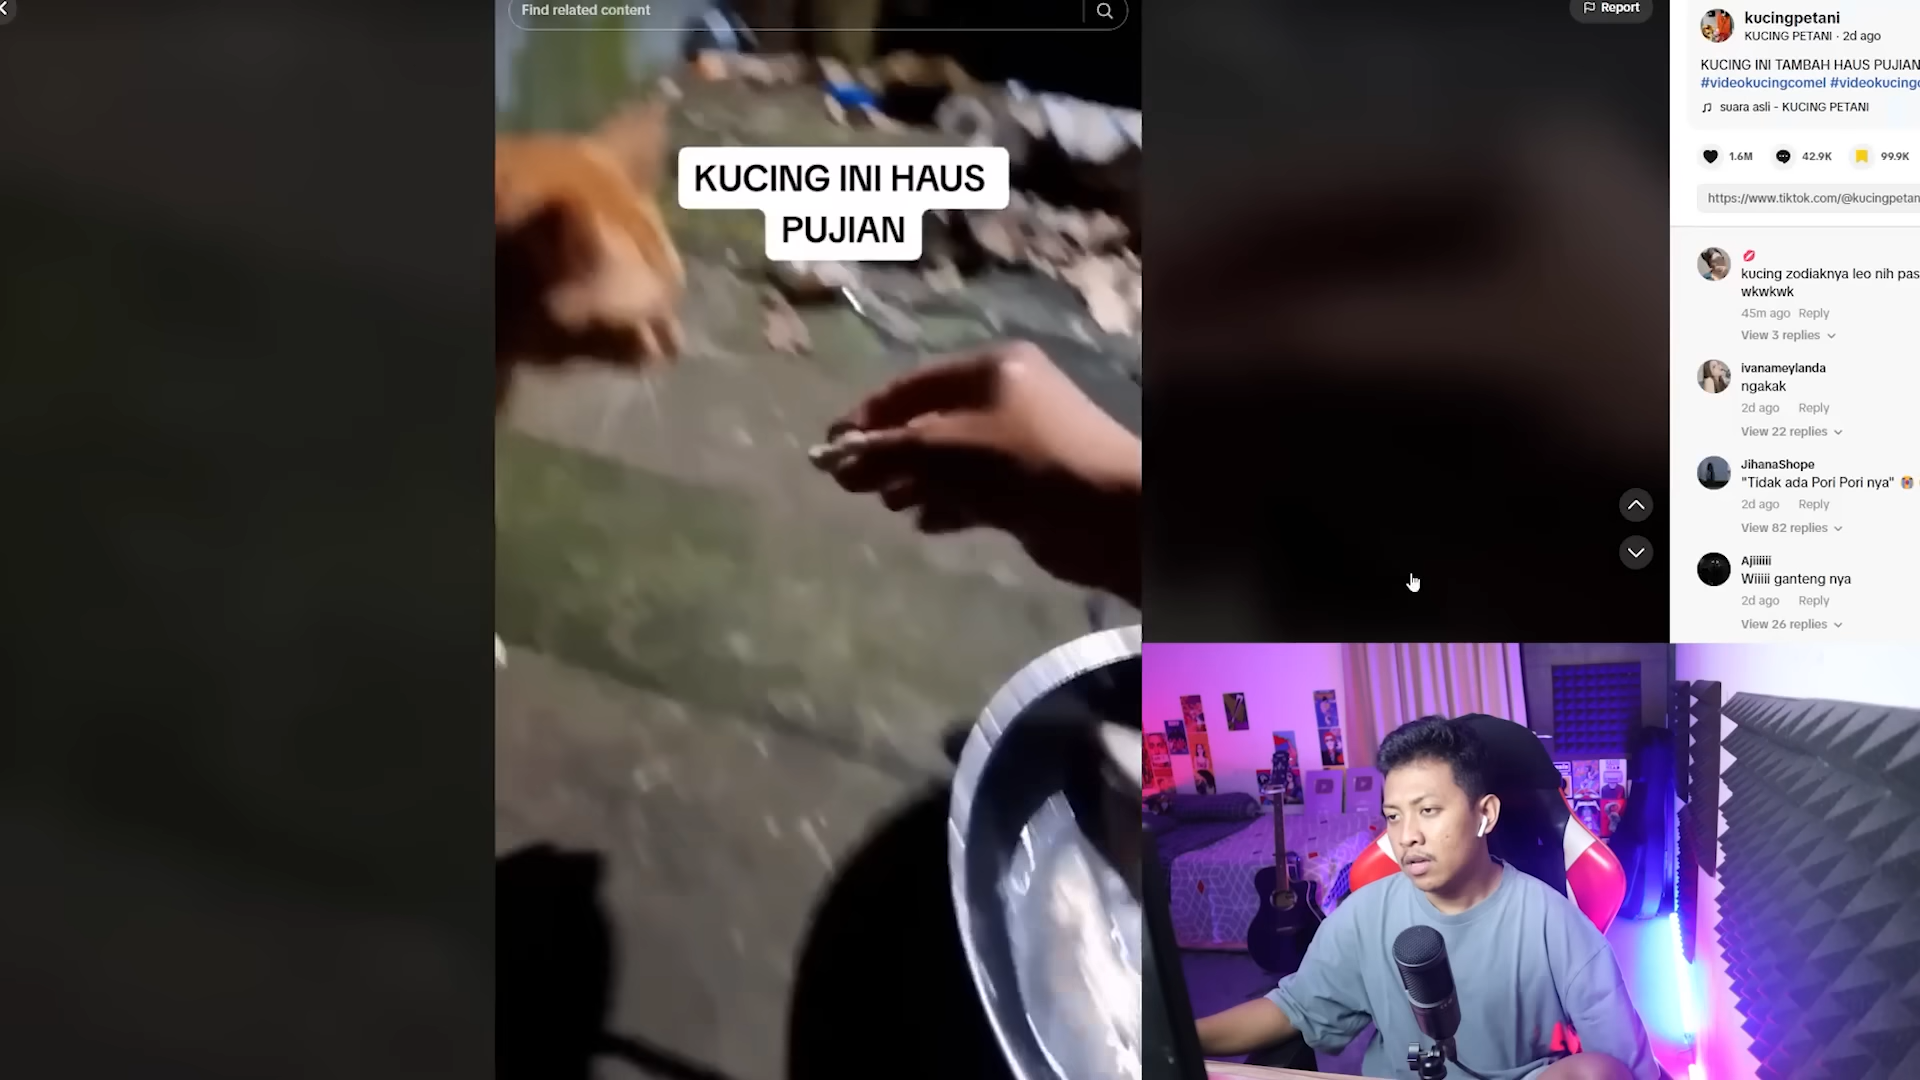 Find related content
Report
KUCING INI HAUS
PUJIAN
kucingpetani
KUCING PETANI · 2d ago
KUCING INI TAMBAH HAUS PUJIAN
#videokucingcomel #videokucingc
suara asli - KUCING PETANI
1.6M
42.9K
99.9K
https://www.tiktok.com/@kucingpetan
💋
kucing zodiaknya leo nih pas
wkwkwk
45m ago Reply
View 3 replies
ivanameylanda
ngakak
2d ago Reply
View 22 replies
JihanaShope
"Tidak ada Pori Pori nya" 😭
2d ago Reply
View 82 replies
Ajiiiiii
Wiiiii ganteng nya
2d ago Reply
View 26 replies